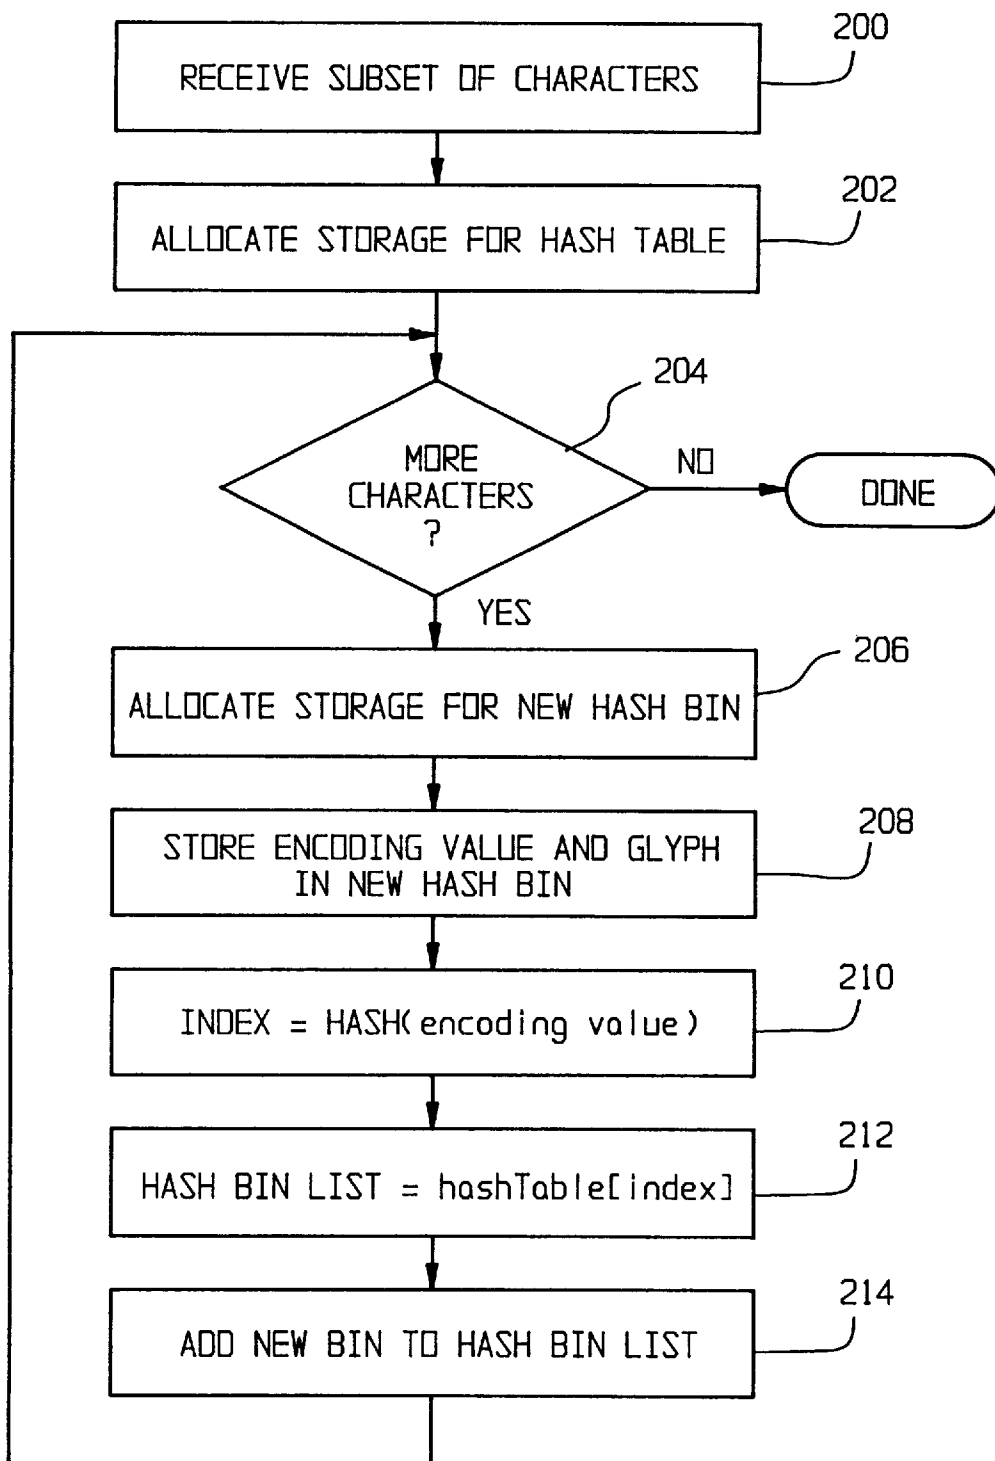 200
RECEIVE SUBSET OF CHARACTERS
202
ALLOCATE STORAGE FOR HASH TABLE
204
MORE
CHARACTERS
?
NO
DONE
YES
206
ALLOCATE STORAGE FOR NEW HASH BIN
208
STORE ENCODING VALUE AND GLYPH
IN NEW HASH BIN
210
INDEX = HASH(encoding value)
212
HASH BIN LIST = hashTable[index]
214
ADD NEW BIN TO HASH BIN LIST